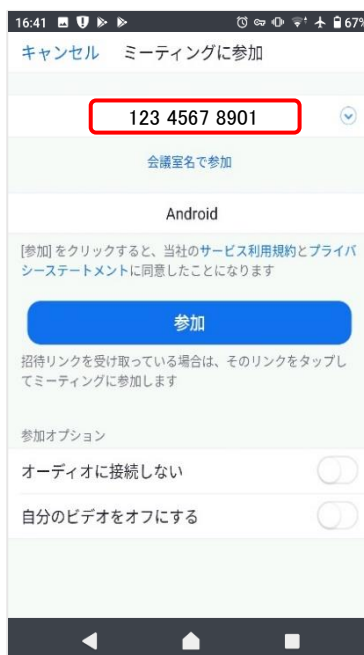 16:41 67%
キャンセル ミーティングに参加
123 4567 8901
会議室名で参加
Android
[参加] をクリックすると、当社のサービス利用規約とプライバ
シーステートメントに同意したことになります
参加
招待リンクを受け取っている場合は、そのリンクをタップし
てミーティングに参加します
参加オプション
オーディオに接続しない
自分のビデオをオフにする